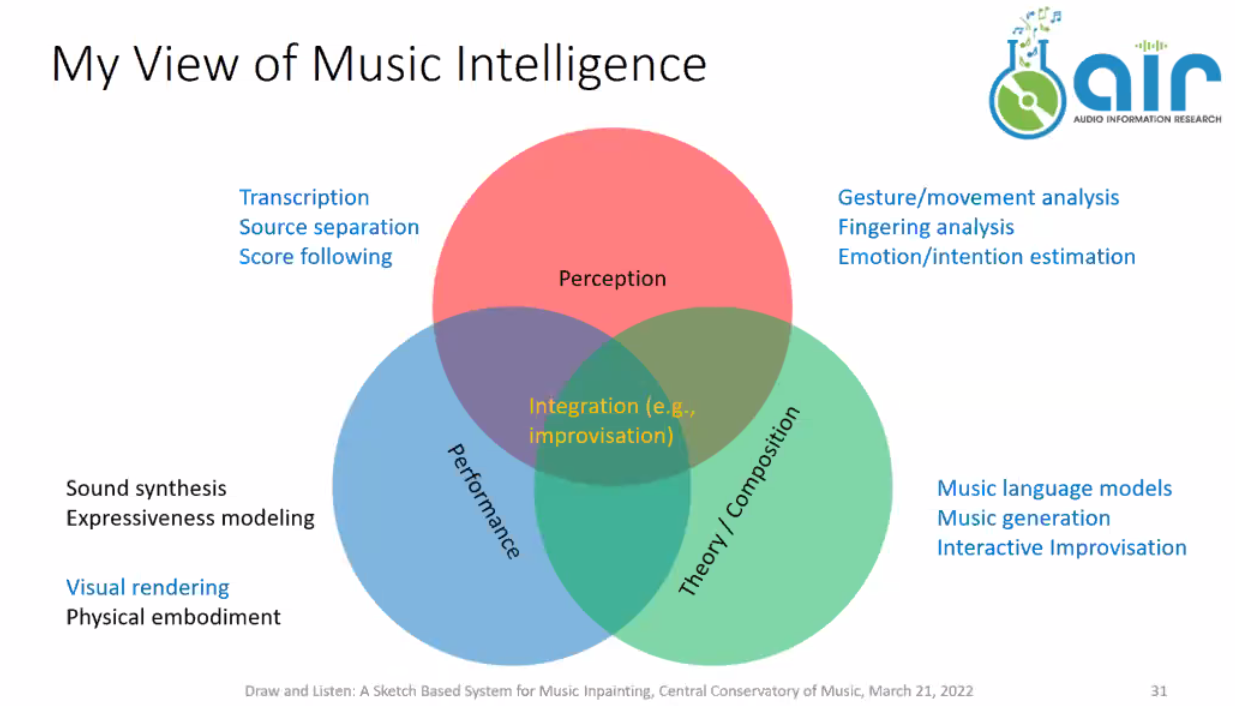 My View of Music Intelligence
air
AUDIO INFORMATION RESEARCH
Transcription
Source separation
Score following
Gesture/movement analysis
Fingering analysis
Emotion/intention estimation
Perception
Integration (e.g.,
improvisation)
Performance
Theory / Composition
Sound synthesis
Expressiveness modeling
Visual rendering
Physical embodiment
Music language models
Music generation
Interactive Improvisation
Draw and Listen: A Sketch Based System for Music Inpainting, Central Conservatory of Music, March 21, 2022
31